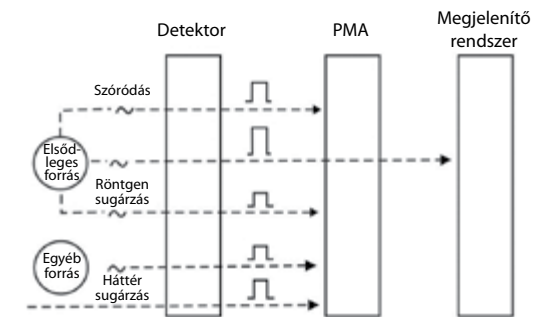 Detektor
PMA
Megjelenítő
rendszer
Szóródás
Elsőd-
leges
forrás
Röntgen
sugárzás
Egyéb
forrás
Háttér
sugárzás